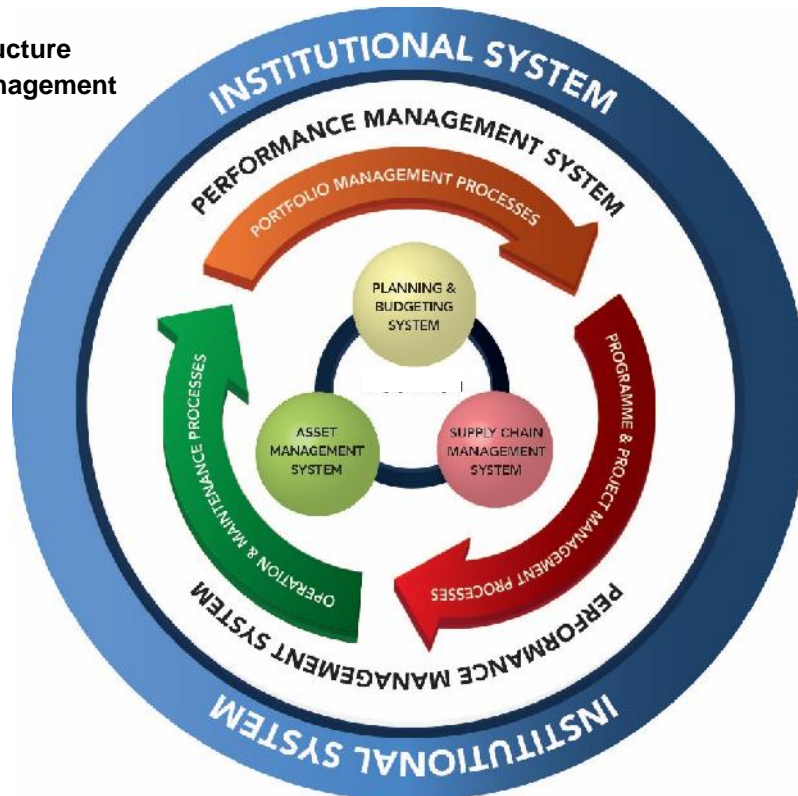 ucture
nagement
INSTITUTIONAL SYSTEM
PERFORMANCE MANAGEMENT SYSTEM
PORTFOLIO MANAGEMENT PROCESSES
PLANNING &
BUDGETING
SYSTEM
ASSET
MANAGEMENT
SYSTEM
SUPPLY CHAIN
MANAGEMENT
SYSTEM
PROGRAMME & PROJECT MANAGEMENT PROCESSES
OPERATION & MAINTENANCE PROCESSES
PERFORMANCE MANAGEMENT SYSTEM
INSTITUTIONAL SYSTEM